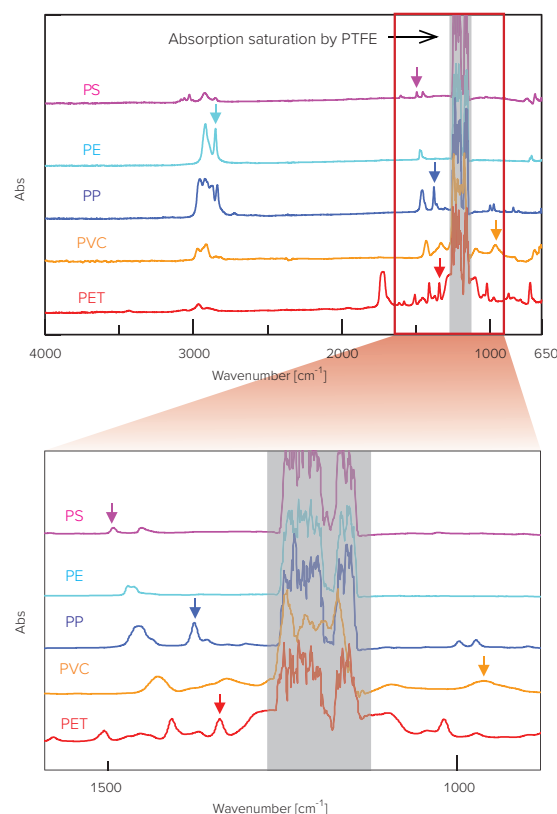 Absorption saturation by PTFE
PS
PE
PP
PVC
PET
Abs
4000 3000 2000 1000 650
Wavenumber [cm⁻¹]
PS
PE
PP
PVC
PET
Abs
1500 1000
Wavenumber [cm⁻¹]